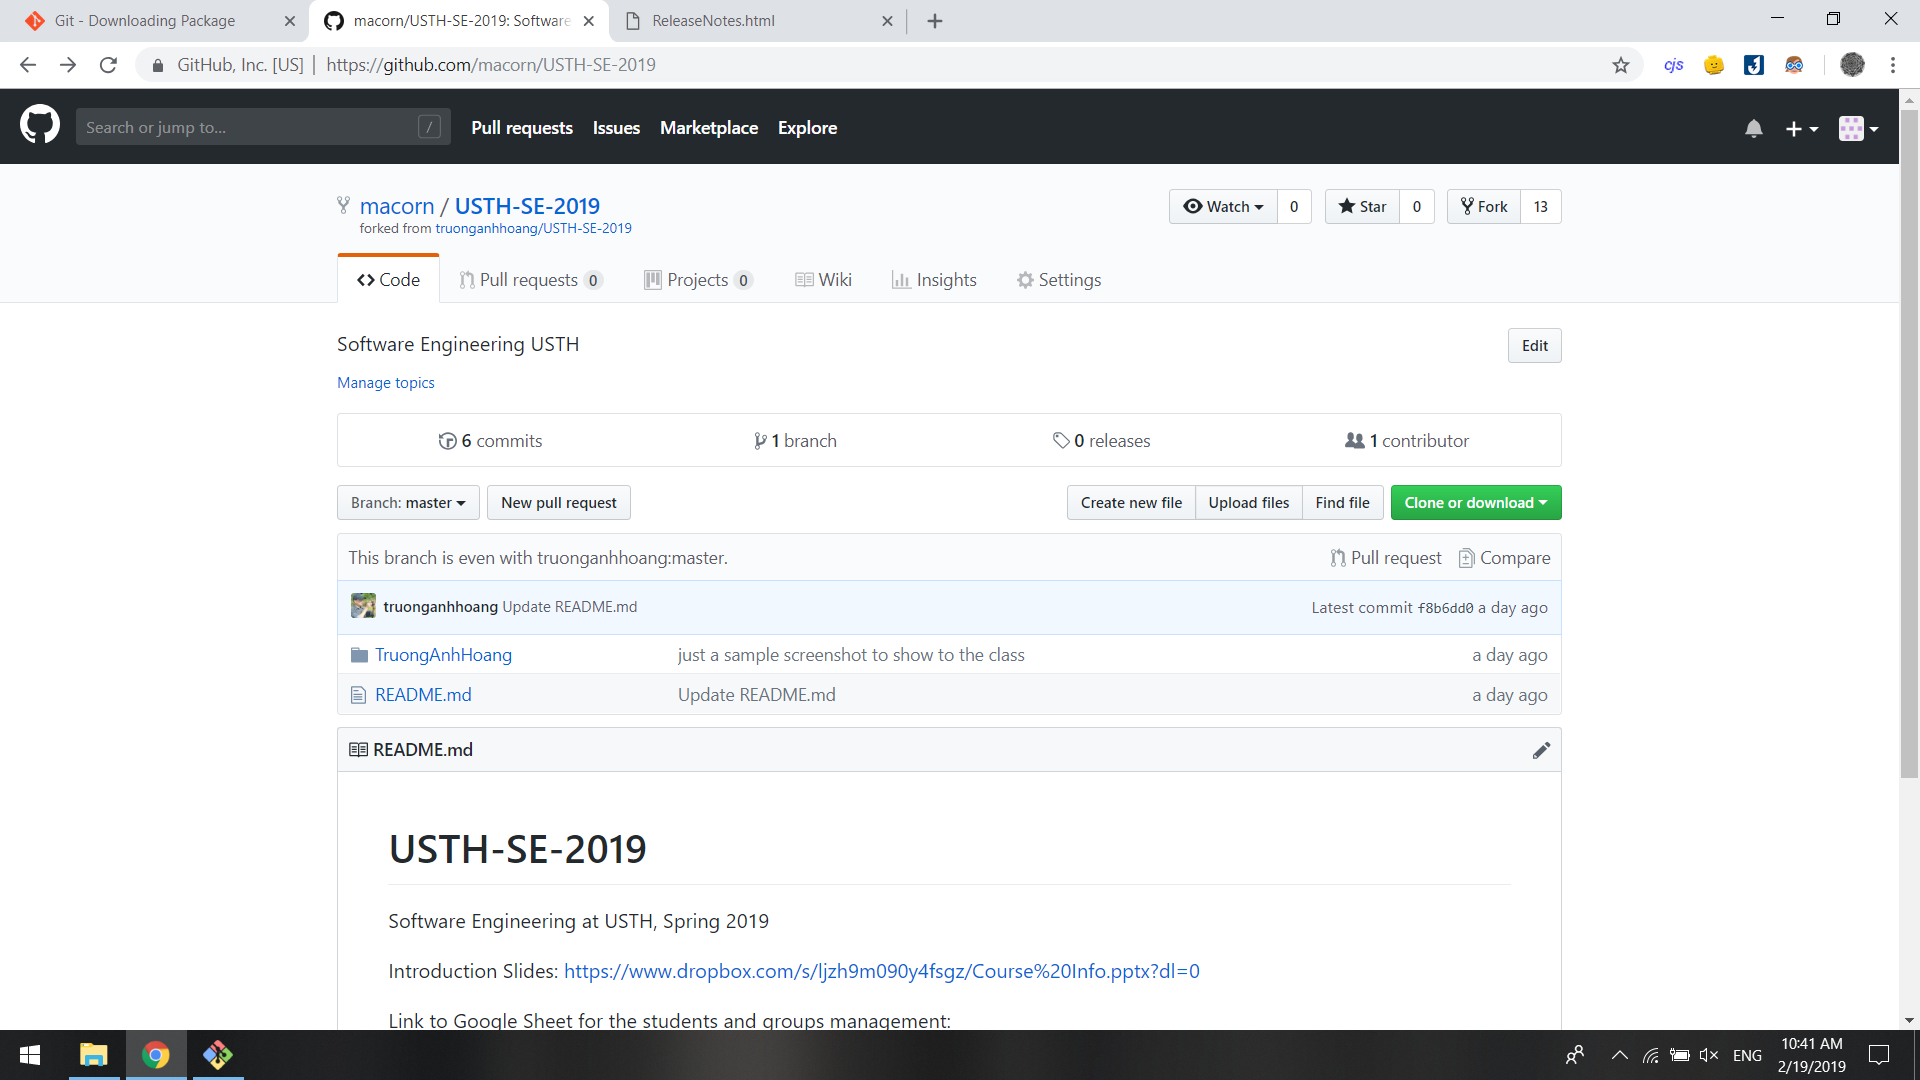 Git - Downloading Package
macorn/USTH-SE-2019: Software
ReleaseNotes.html
GitHub, Inc. [US] | https://github.com/macorn/USTH-SE-2019
cjs
Search or jump to... /
Pull requests Issues Marketplace Explore
macorn / USTH-SE-2019
Watch 0 Star 0 Fork 13
forked from truonganhhoang/USTH-SE-2019
Code Pull requests 0 Projects 0 Wiki Insights Settings
Software Engineering USTH
Edit
Manage topics
6 commits 1 branch 0 releases 1 contributor
Branch: master New pull request Create new file Upload files Find file Clone or download
This branch is even with truonganhhoang:master. Pull request Compare
truonganhhoang Update README.md Latest commit f8b6dd0 a day ago
TruongAnhHoang just a sample screenshot to show to the class a day ago
README.md Update README.md a day ago
README.md
USTH-SE-2019
Software Engineering at USTH, Spring 2019
Introduction Slides: https://www.dropbox.com/s/ljzh9m090y4fsgz/Course%20Info.pptx?dl=0
Link to Google Sheet for the students and groups management:
ENG
10:41 AM
2/19/2019